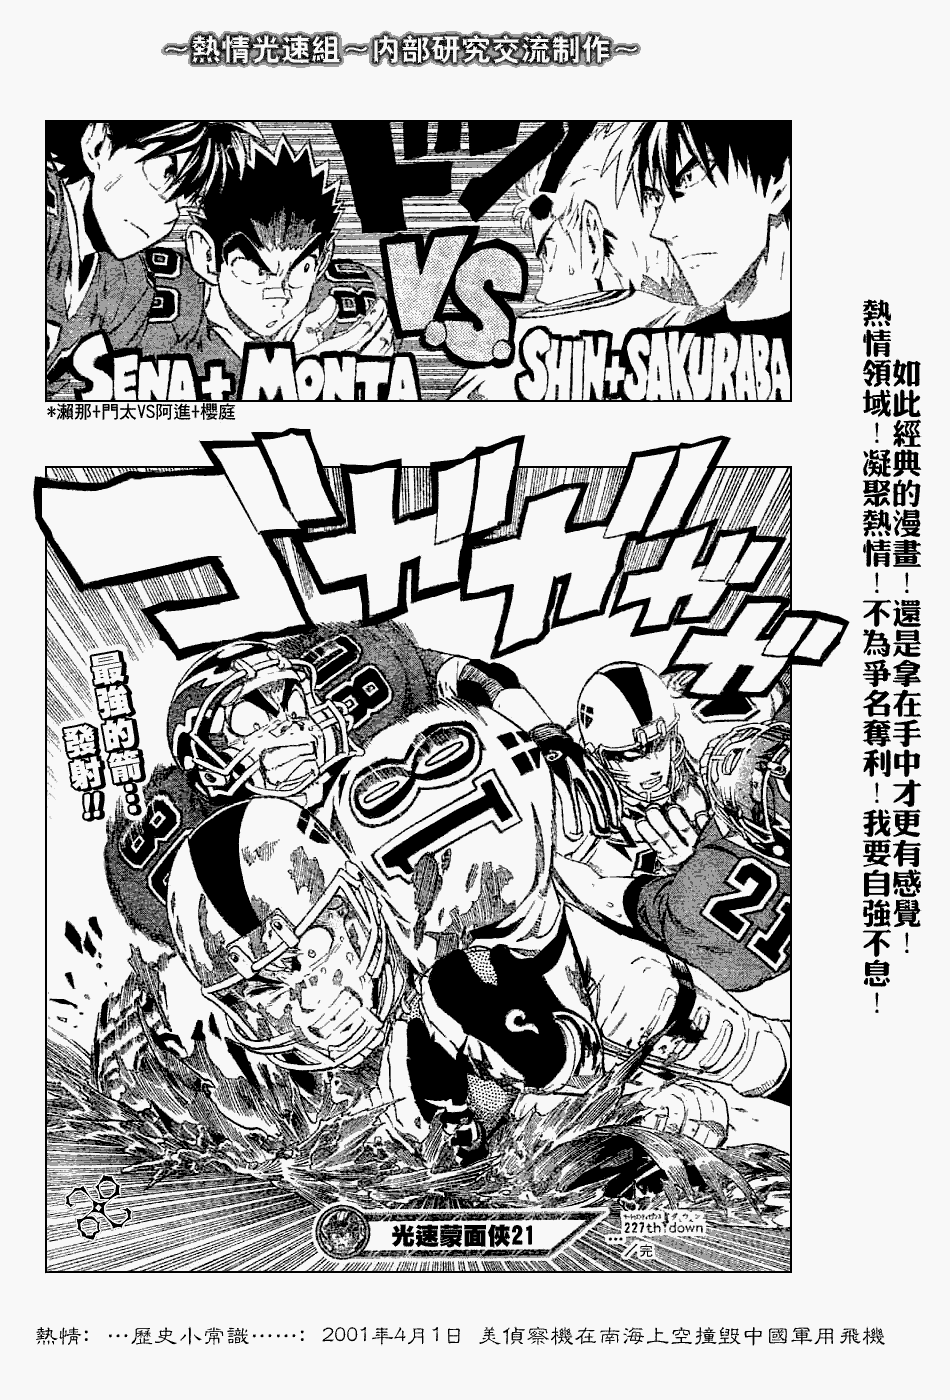 ～熱情光速組～內部研究交流制作～
ドン
V.S.
SENA+MONTA
SHIN+SAKURABA
*瀨那+門太VS阿進+櫻庭
如此經典的漫畫！還是拿在手中才更有感覺！
熱情領域！凝聚熱情！不為爭名奪利！我要自強不息！
ゴガガガガ
最強的箭…
發射!!
78
8
81
21
光速蒙面俠21
227th down
…/完
熱情：…歷史小常識……：2001年4月1日 美偵察機在南海上空撞毀中國軍用飛機